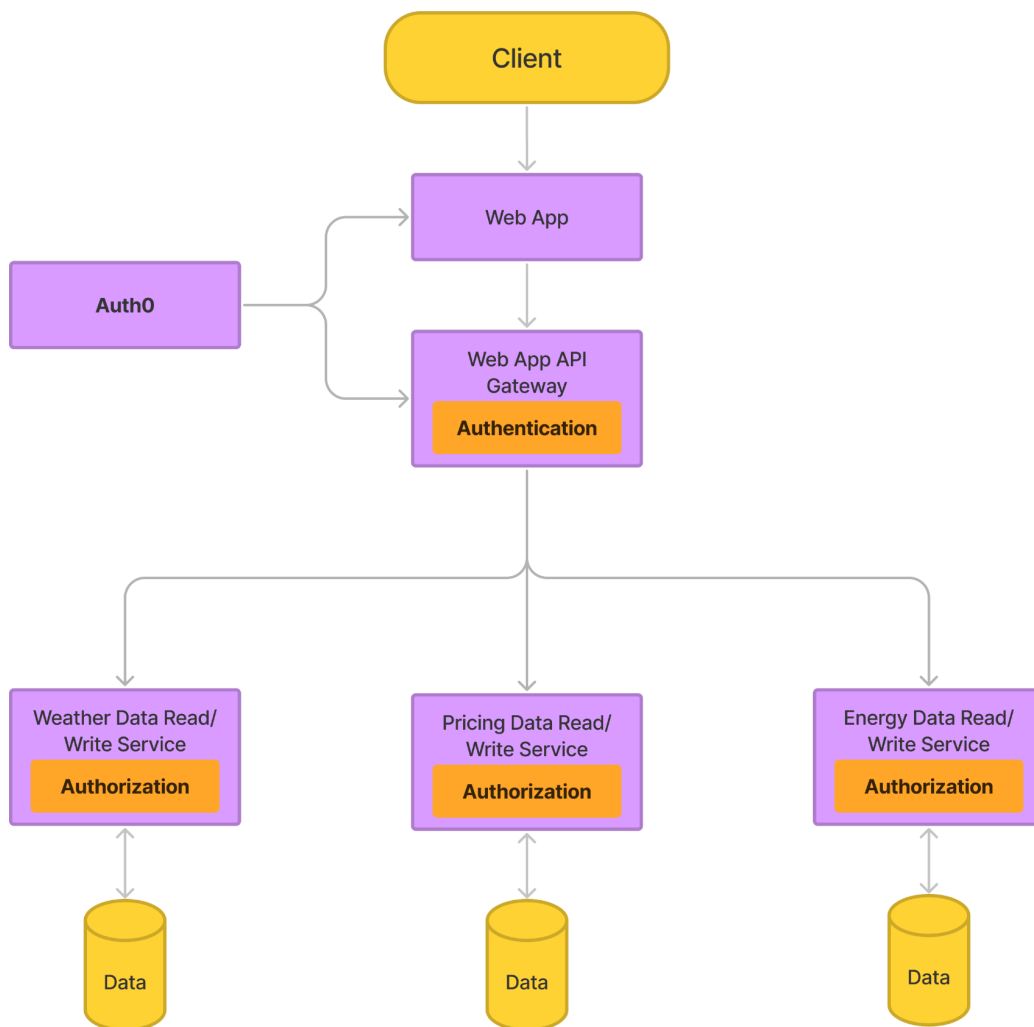 Client
Web App
Auth0
Web App API
Gateway
Authentication
Weather Data Read/
Write Service
Authorization
Pricing Data Read/
Write Service
Authorization
Energy Data Read/
Write Service
Authorization
Data
Data
Data